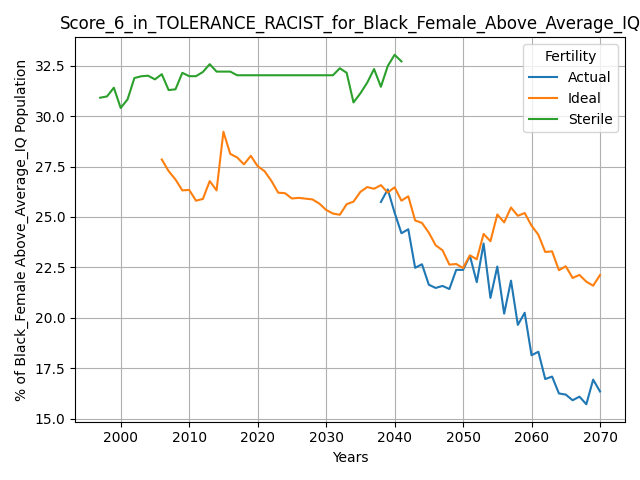 Score_6_in_TOLERANCE_RACIST_for_Black_Female_Above_Average_IQ
% of Black_Female Above_Average_IQ Population
32.5
30.0
27.5
25.0
22.5
20.0
17.5
15.0
Fertility
Actual
Ideal
Sterile
2000 2010 2020 2030 2040 2050 2060 2070
Years